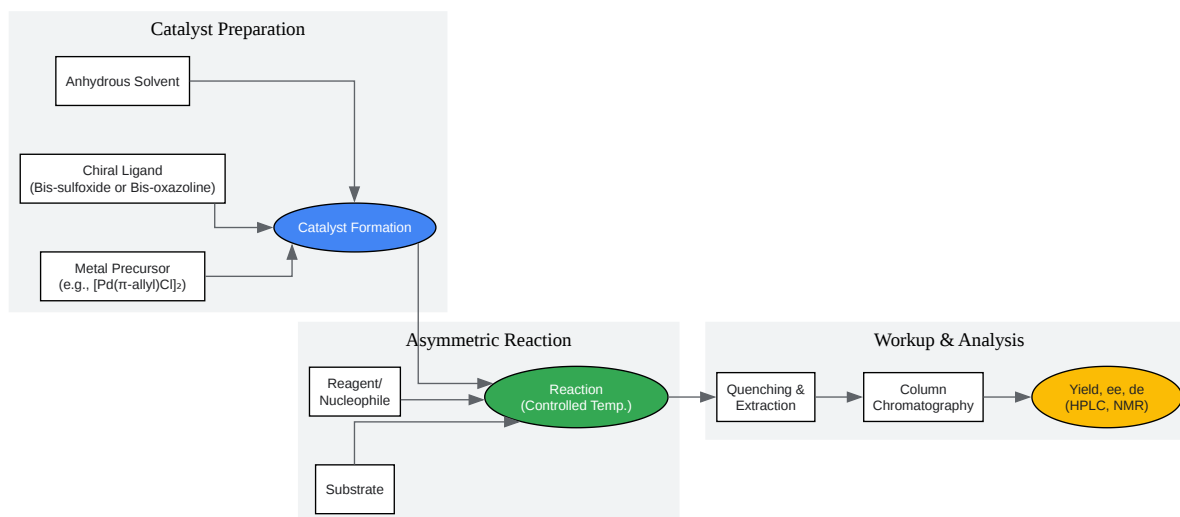 Catalyst Preparation
Anhydrous Solvent
Chiral Ligand
(Bis-sulfoxide or Bis-oxazoline)
Catalyst Formation
Metal Precursor
(e.g., [Pd(π-allyl)Cl]₂)
Asymmetric Reaction
Reagent/
Nucleophile
Reaction
(Controlled Temp.)
Substrate
Workup & Analysis
Quenching &
Extraction
Column
Chromatography
Yield, ee, de
(HPLC, NMR)